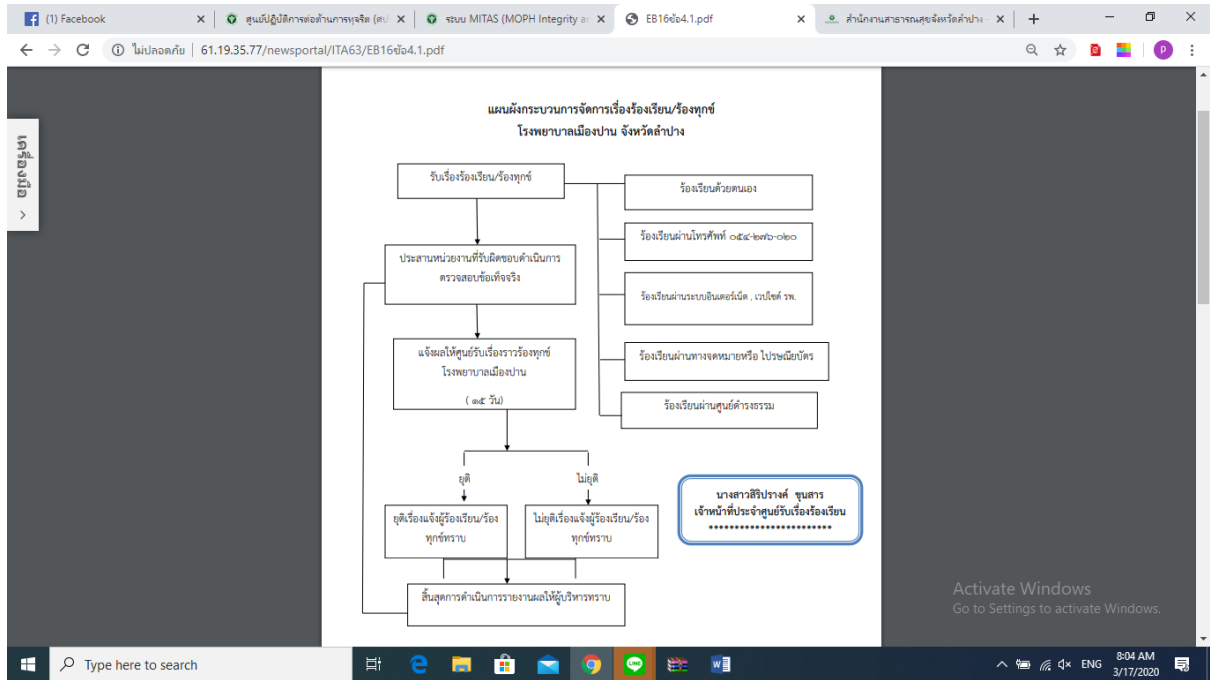 (1) Facebook
ศูนย์ปฏิบัติการต่อต้านการทุจริต (ศป
ระบบ MITAS (MOPH Integrity a
EB16ข้อ4.1.pdf
สำนักงานสาธารณสุขจังหวัดลำปาง -
ไม่ปลอดภัย | 61.19.35.77/newsportal/ITA63/EB16ข้อ4.1.pdf
P
เครื่องมือ
แผนผังกระบวนการจัดการเรื่องร้องเรียน/ร้องทุกข์
โรงพยาบาลเมืองปาน จังหวัดลำปาง
รับเรื่องร้องเรียน/ร้องทุกข์
ร้องเรียนด้วยตนเอง
ร้องเรียนผ่านโทรศัพท์ ๐๕๔-๒๗๖-๐๒๐
ประสานหน่วยงานที่รับผิดชอบดำเนินการ
ตรวจสอบข้อเท็จจริง
ร้องเรียนผ่านระบบอินเตอร์เน็ต , เวปไซต์ รพ.
แจ้งผลให้ศูนย์รับเรื่องราวร้องทุกข์
โรงพยาบาลเมืองปาน
( ๑๕ วัน)
ร้องเรียนผ่านทางจดหมายหรือ ไปรษณียบัตร
ร้องเรียนผ่านศูนย์ดำรงธรรม
ยุติ
ไม่ยุติ
ยุติเรื่องแจ้งผู้ร้องเรียน/ร้อง
ทุกข์ทราบ
ไม่ยุติเรื่องแจ้งผู้ร้องเรียน/ร้อง
ทุกข์ทราบ
นางสาวสิริปรางค์ ขุนสาร
เจ้าหน้าที่ประจำศูนย์รับเรื่องร้องเรียน
************************
สิ้นสุดการดำเนินการรายงานผลให้ผู้บริหารทราบ
Activate Windows
Go to Settings to activate Windows.
Type here to search
LINE
W
ENG
8:04 AM
3/17/2020